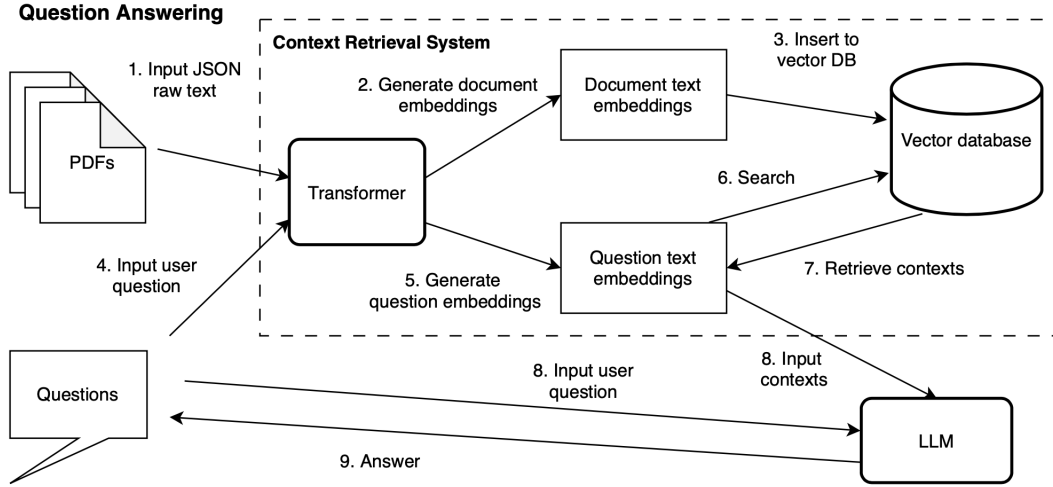 Question Answering
Context Retrieval System
1. Input JSON
raw text
2. Generate document
embeddings
Document text
embeddings
3. Insert to
vector DB
PDFs
Transformer
Vector database
6. Search
4. Input user
question
5. Generate
question embeddings
Question text
embeddings
7. Retrieve contexts
Questions
8. Input user
question
8. Input
contexts
9. Answer
LLM